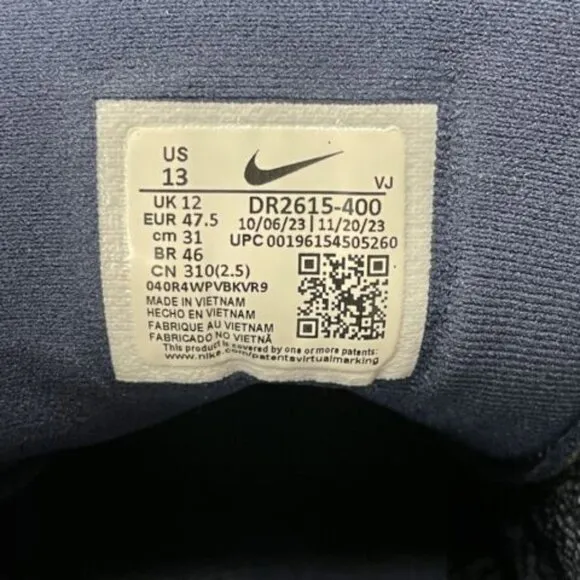 US
13
VJ
UK 12
DR2615-400
EUR 47.5
10/06/23 | 11/20/23
cm 31
UPC 00196154505260
BR 46
CN 310(2.5)
040R4WPVBKVR9
MADE IN VIETNAM
HECHO EN VIETNAM
FABRIQUE AU VIETNAM
FABRICADO NO VIETNÃ
This product is covered by one or more patents:
www.nike.com/patentsvirtualmarking